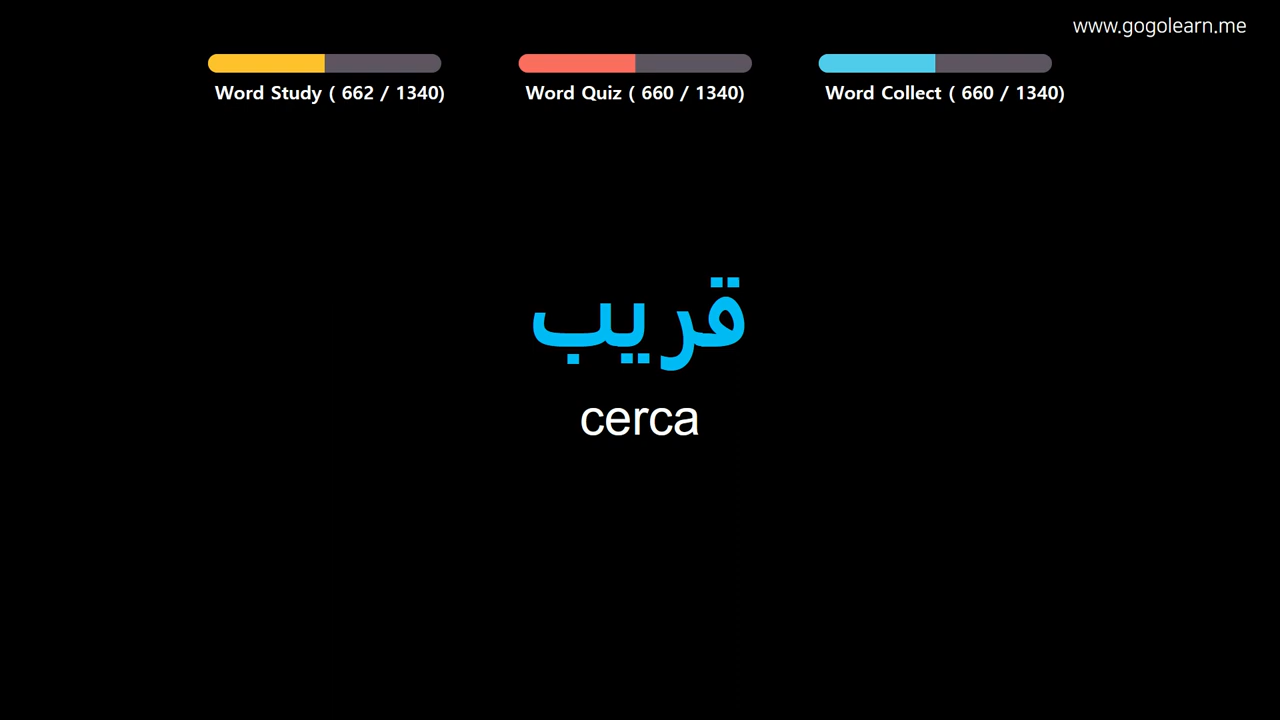 www.gogolearn.me
Word Study ( 662 / 1340)
Word Quiz ( 660 / 1340)
Word Collect ( 660 / 1340)
قريب
cerca